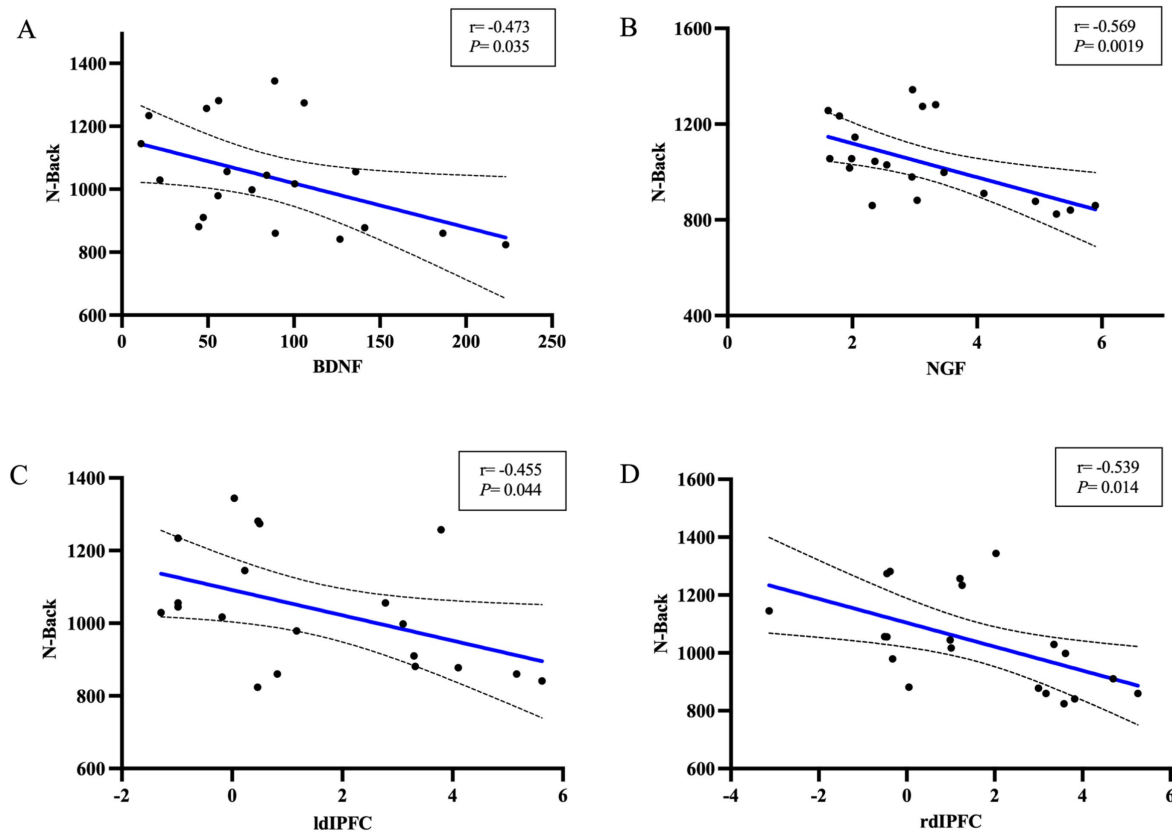 A
r= -0.473
P= 0.035
1400
1200
1000
800
600
N-Back
0 50 100 150 200 250
BDNF
B
r= -0.569
P= 0.0019
1600
1200
800
400
N-Back
0 2 4 6
NGF
C
r= -0.455
P= 0.044
1400
1200
1000
800
600
N-Back
-2 0 2 4 6
ldIPFC
D
r= -0.539
P= 0.014
1600
1400
1200
1000
800
600
N-Back
-4 -2 0 2 4 6
rdIPFC